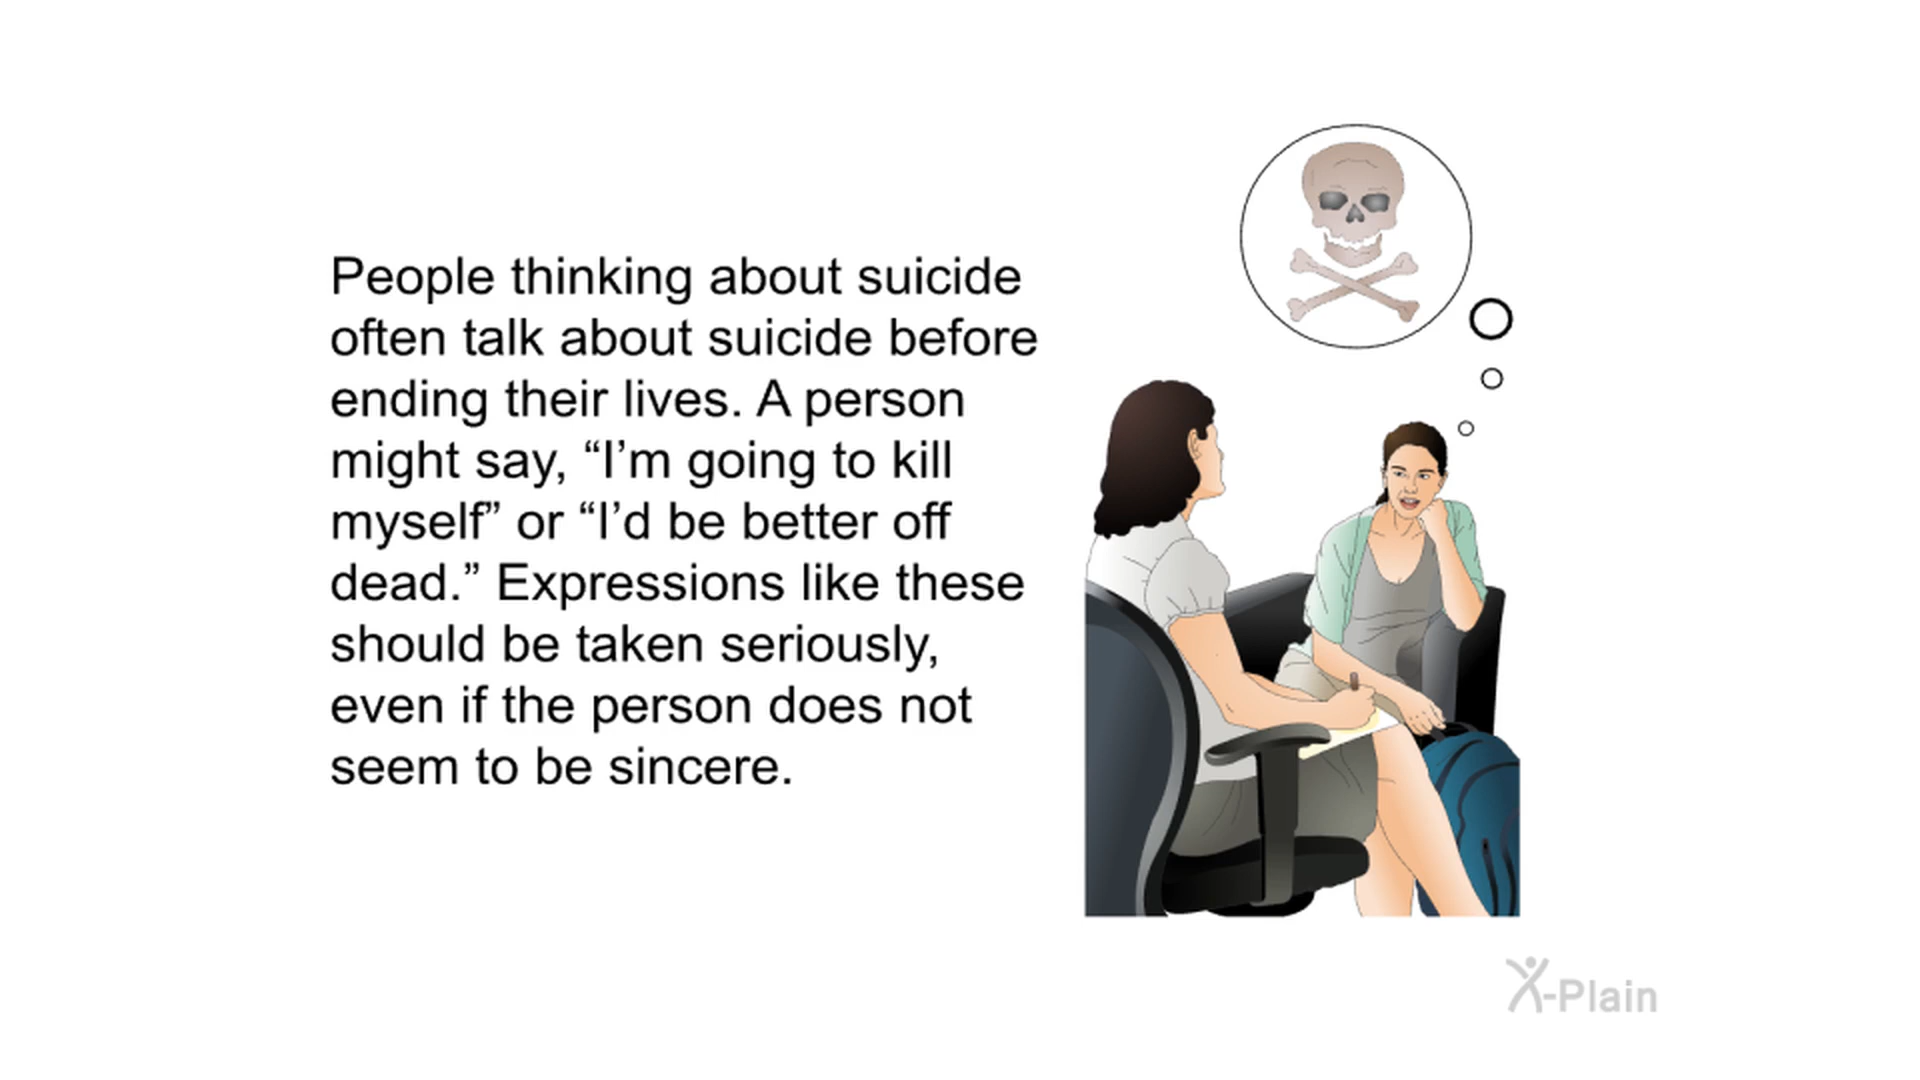 People thinking about suicide
often talk about suicide before
ending their lives. A person
might say, “I’m going to kill
myself” or “I’d be better off
dead.” Expressions like these
should be taken seriously,
even if the person does not
seem to be sincere.
X-Plain